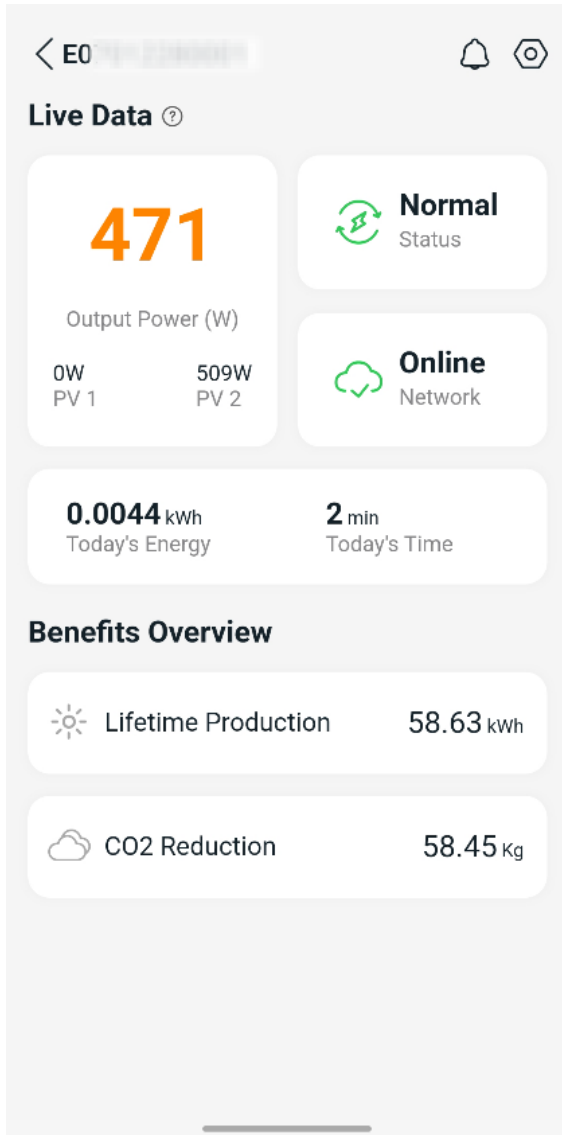 E0
Live Data ?
471
Output Power (W)
0W 509W
PV 1 PV 2
Normal
Status
Online
Network
0.0044 kWh 2 min
Today's Energy Today's Time
Benefits Overview
Lifetime Production 58.63 kWh
CO2 Reduction 58.45 Kg